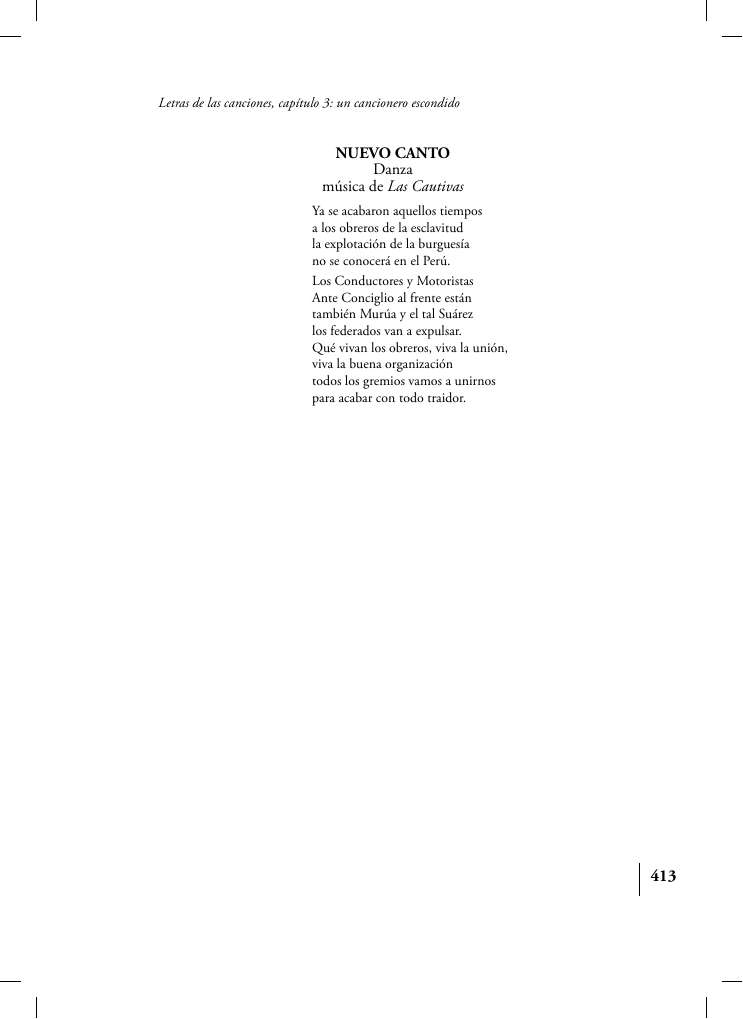 Letras de las canciones, capítulo 3: un cancionero escondido
NUEVO CANTO
Danza
música de Las Cautivas
Ya se acabaron aquellos tiempos
a los obreros de la esclavitud
la explotación de la burguesía
no se conocerá en el Perú.
Los Conductores y Motoristas
Ante Conciglio al frente están
también Murúa y el tal Suárez
los federados van a expulsar.
Qué vivan los obreros, viva la unión,
viva la buena organización
todos los gremios vamos a unirnos
para acabar con todo traidor.
413